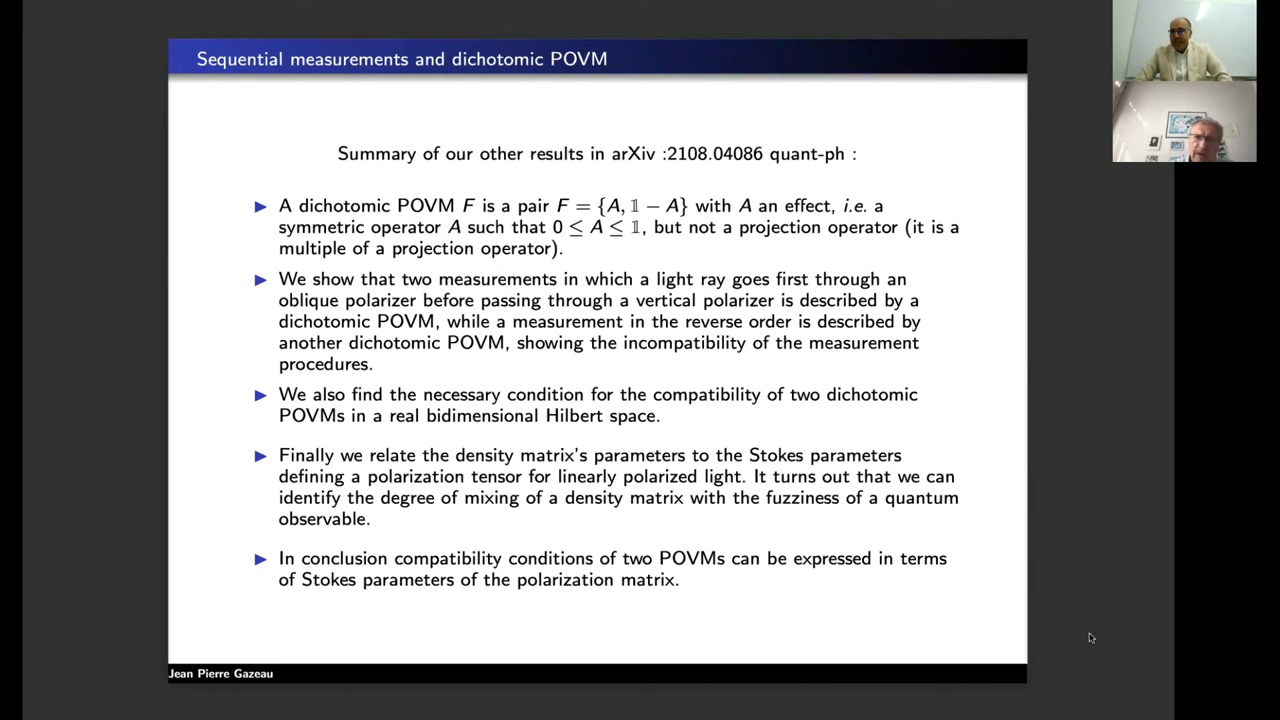 Sequential measurements and dichotomic POVM
Summary of our other results in arXiv :2108.04086 quant-ph :
▶ A dichotomic POVM F is a pair F = {A, 𝟙 − A} with A an effect, i.e. a
symmetric operator A such that 0 ≤ A ≤ 𝟙, but not a projection operator (it is a
multiple of a projection operator).
▶ We show that two measurements in which a light ray goes first through an
oblique polarizer before passing through a vertical polarizer is described by a
dichotomic POVM, while a measurement in the reverse order is described by
another dichotomic POVM, showing the incompatibility of the measurement
procedures.
▶ We also find the necessary condition for the compatibility of two dichotomic
POVMs in a real bidimensional Hilbert space.
▶ Finally we relate the density matrix's parameters to the Stokes parameters
defining a polarization tensor for linearly polarized light. It turns out that we can
identify the degree of mixing of a density matrix with the fuzziness of a quantum
observable.
▶ In conclusion compatibility conditions of two POVMs can be expressed in terms
of Stokes parameters of the polarization matrix.
Jean Pierre Gazeau